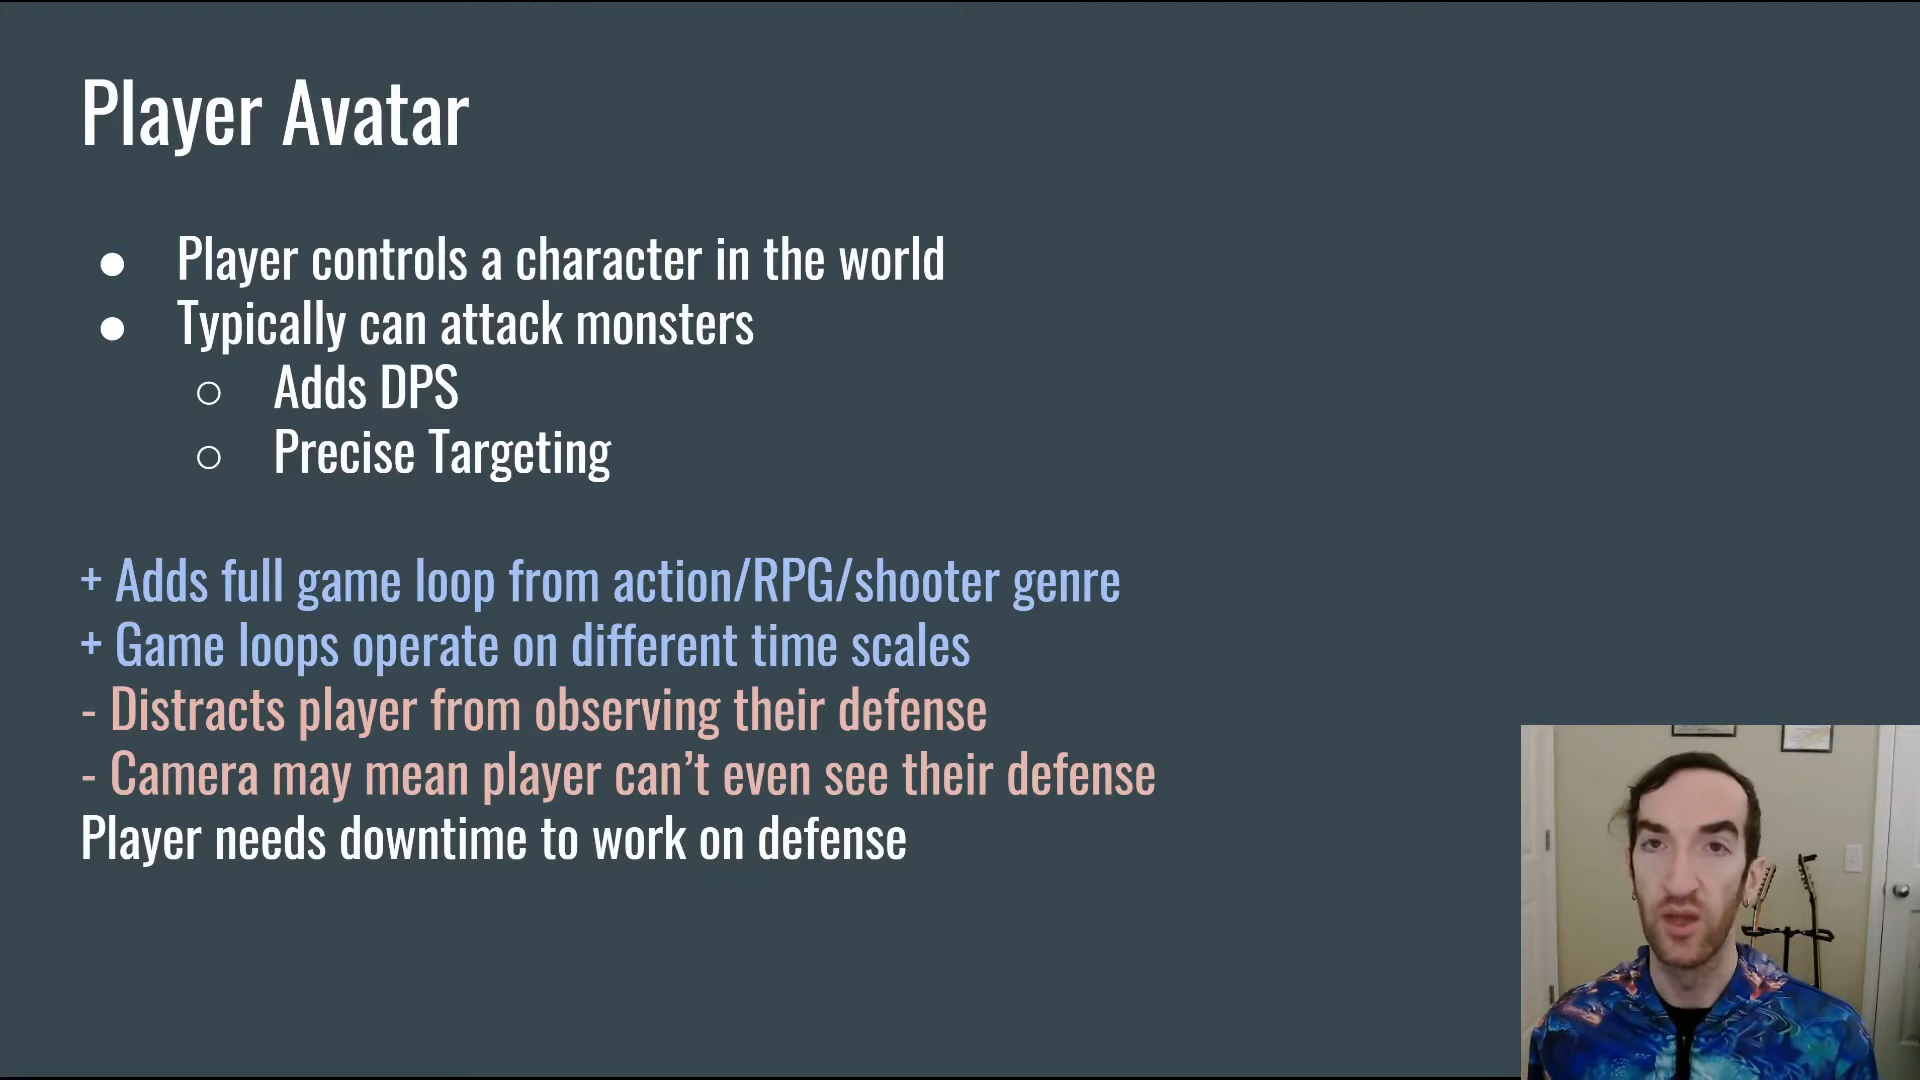 Player Avatar
● Player controls a character in the world
● Typically can attack monsters
○ Adds DPS
○ Precise Targeting
+ Adds full game loop from action/RPG/shooter genre
+ Game loops operate on different time scales
- Distracts player from observing their defense
- Camera may mean player can’t even see their defense
Player needs downtime to work on defense